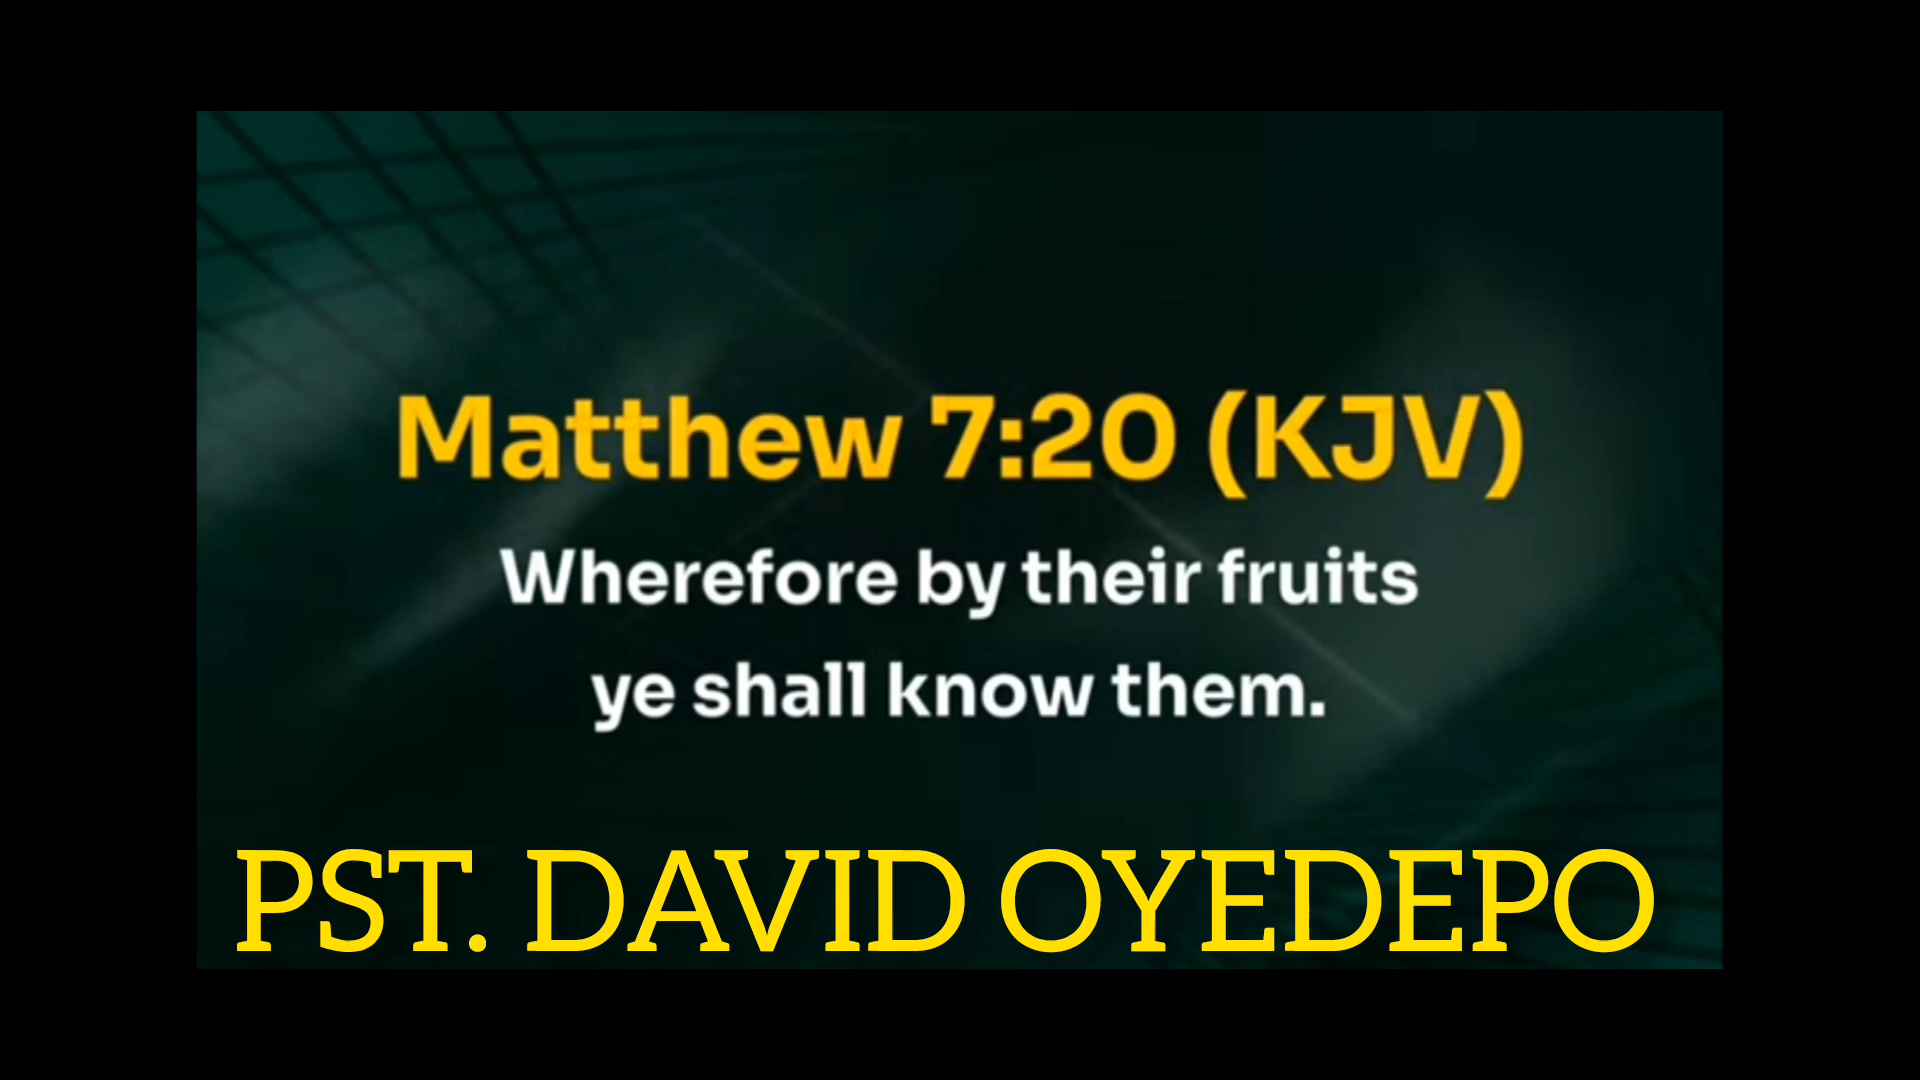 Matthew 7:20 (KJV)
Wherefore by their fruits
ye shall know them.
PST. DAVID OYEDEPO